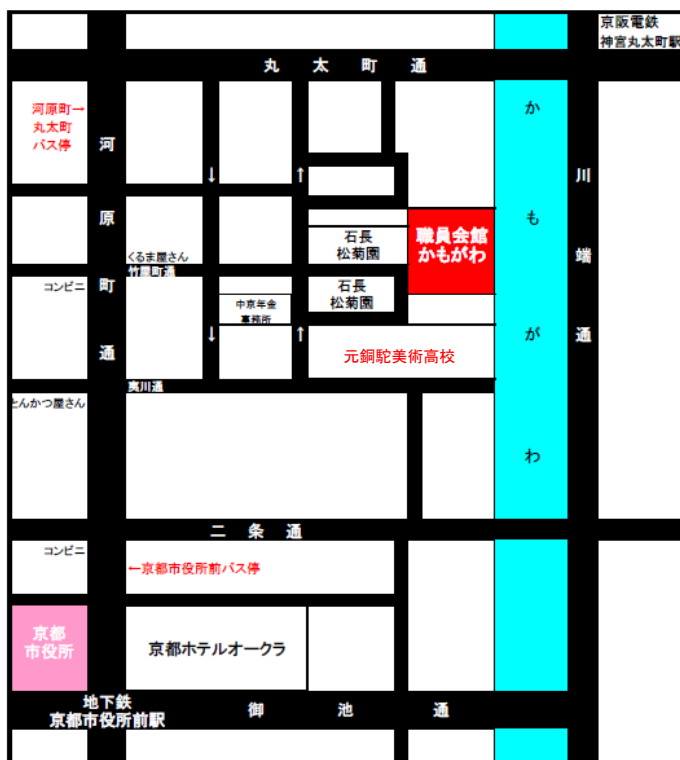 京阪電鉄
神宮丸太町駅
丸太町通
河原町→
丸太町
バス停
河原町通
↓
↑
かもがわ
川端通
職員会館
かもがわ
石長
松菊園
くるま屋さん
竹屋町通
コンビニ
石長
松菊園
中京年金
事務所
↓
↑
元銅駝美術高校
夷川通
とんかつ屋さん
二条通
コンビニ
←京都市役所前バス停
京都
市役所
京都ホテルオークラ
地下鉄
京都市役所前駅
御池通